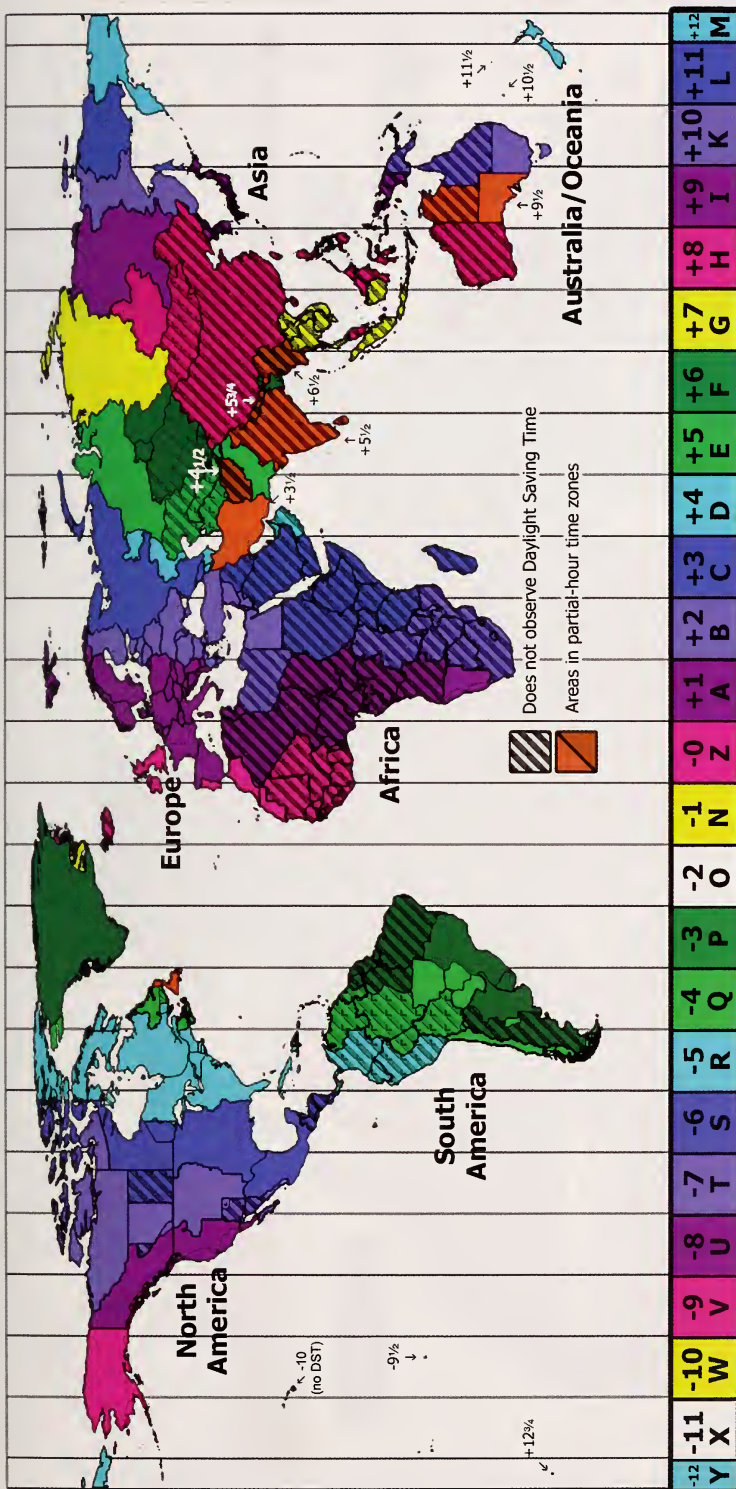 North
America
South
America
Europe
Africa
Asia
Australia/Oceania
-10
(no DST)
-9½
+12¾
+3½
+4 1/2
+5¾
+5½
+6½
+9½
+10½
+11½
Does not observe Daylight Saving Time
Areas in partial-hour time zones
-12 -11 -10 -9 -8 -7 -6 -5 -4 -3 -2 -1 -0 +1 +2 +3 +4 +5 +6 +7 +8 +9 +10 +11 +12
Y X W V U T S R Q P O N Z A B C D E F G H I K L M